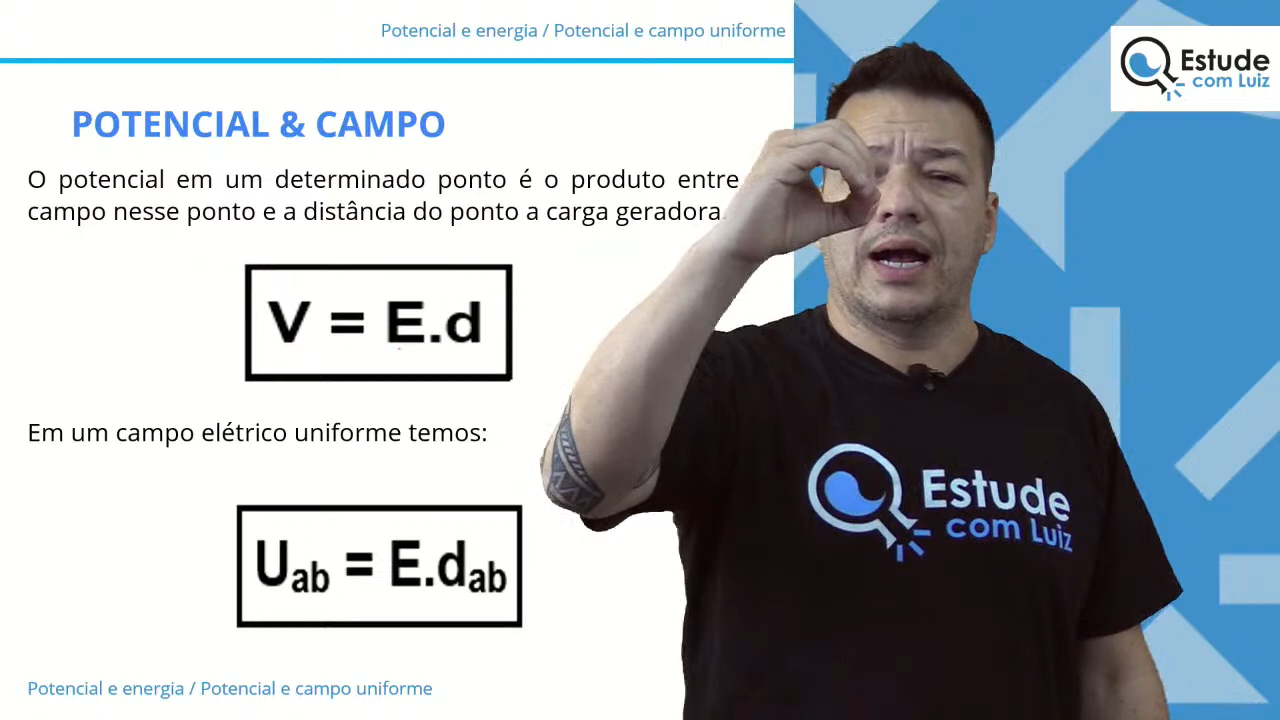 Potencial e energia / Potencial e campo uniforme
Estude
com Luiz
POTENCIAL & CAMPO
O potencial em um determinado ponto é o produto entre
campo nesse ponto e a distância do ponto a carga geradora.
V = E.d
Em um campo elétrico uniforme temos:
Uab = E.dab
Estude
com Luiz
Potencial e energia / Potencial e campo uniforme